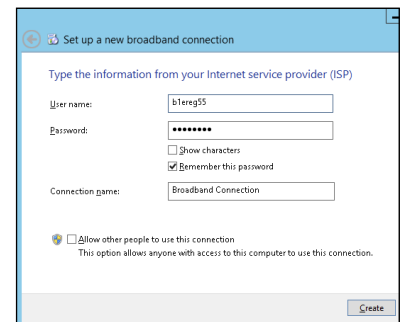 Set up a new broadband connection
Type the information from your Internet service provider (ISP)
User name: b1ereg55
Password: ••••••••
Show characters
Remember this password
Connection name: Broadband Connection
Allow other people to use this connection
This option allows anyone with access to this computer to use this connection.
Create